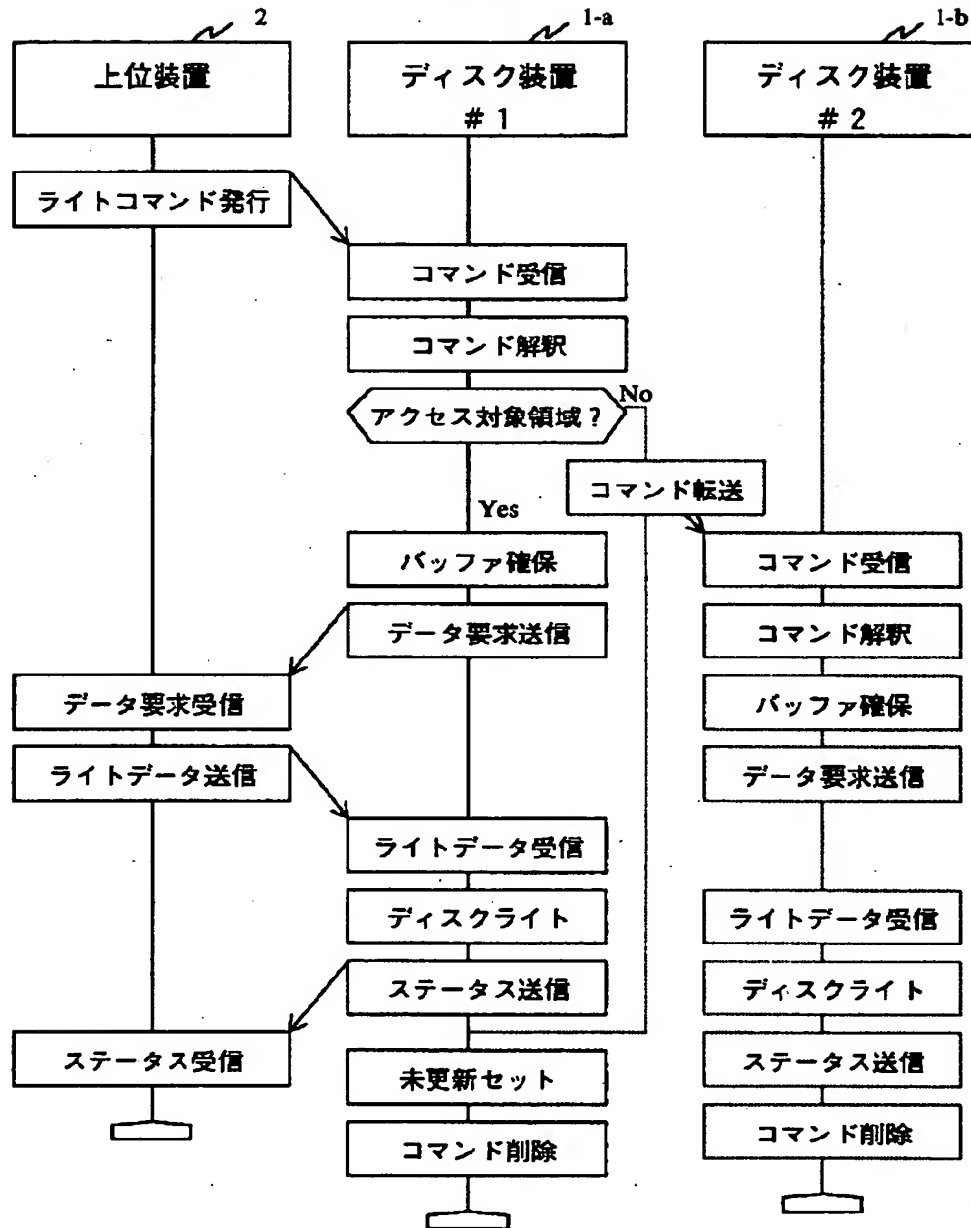 2
1-a
1-b
上位装置
ディスク装置
# 1
ディスク装置
# 2
ライトコマンド発行
コマンド受信
コマンド解釈
アクセス対象領域？
No
コマンド転送
Yes
バッファ確保
コマンド受信
データ要求送信
コマンド解釈
データ要求受信
バッファ確保
ライトデータ送信
データ要求送信
ライトデータ受信
ディスクライト
ライトデータ受信
ステータス送信
ディスクライト
ステータス受信
未更新セット
ステータス送信
コマンド削除
コマンド削除